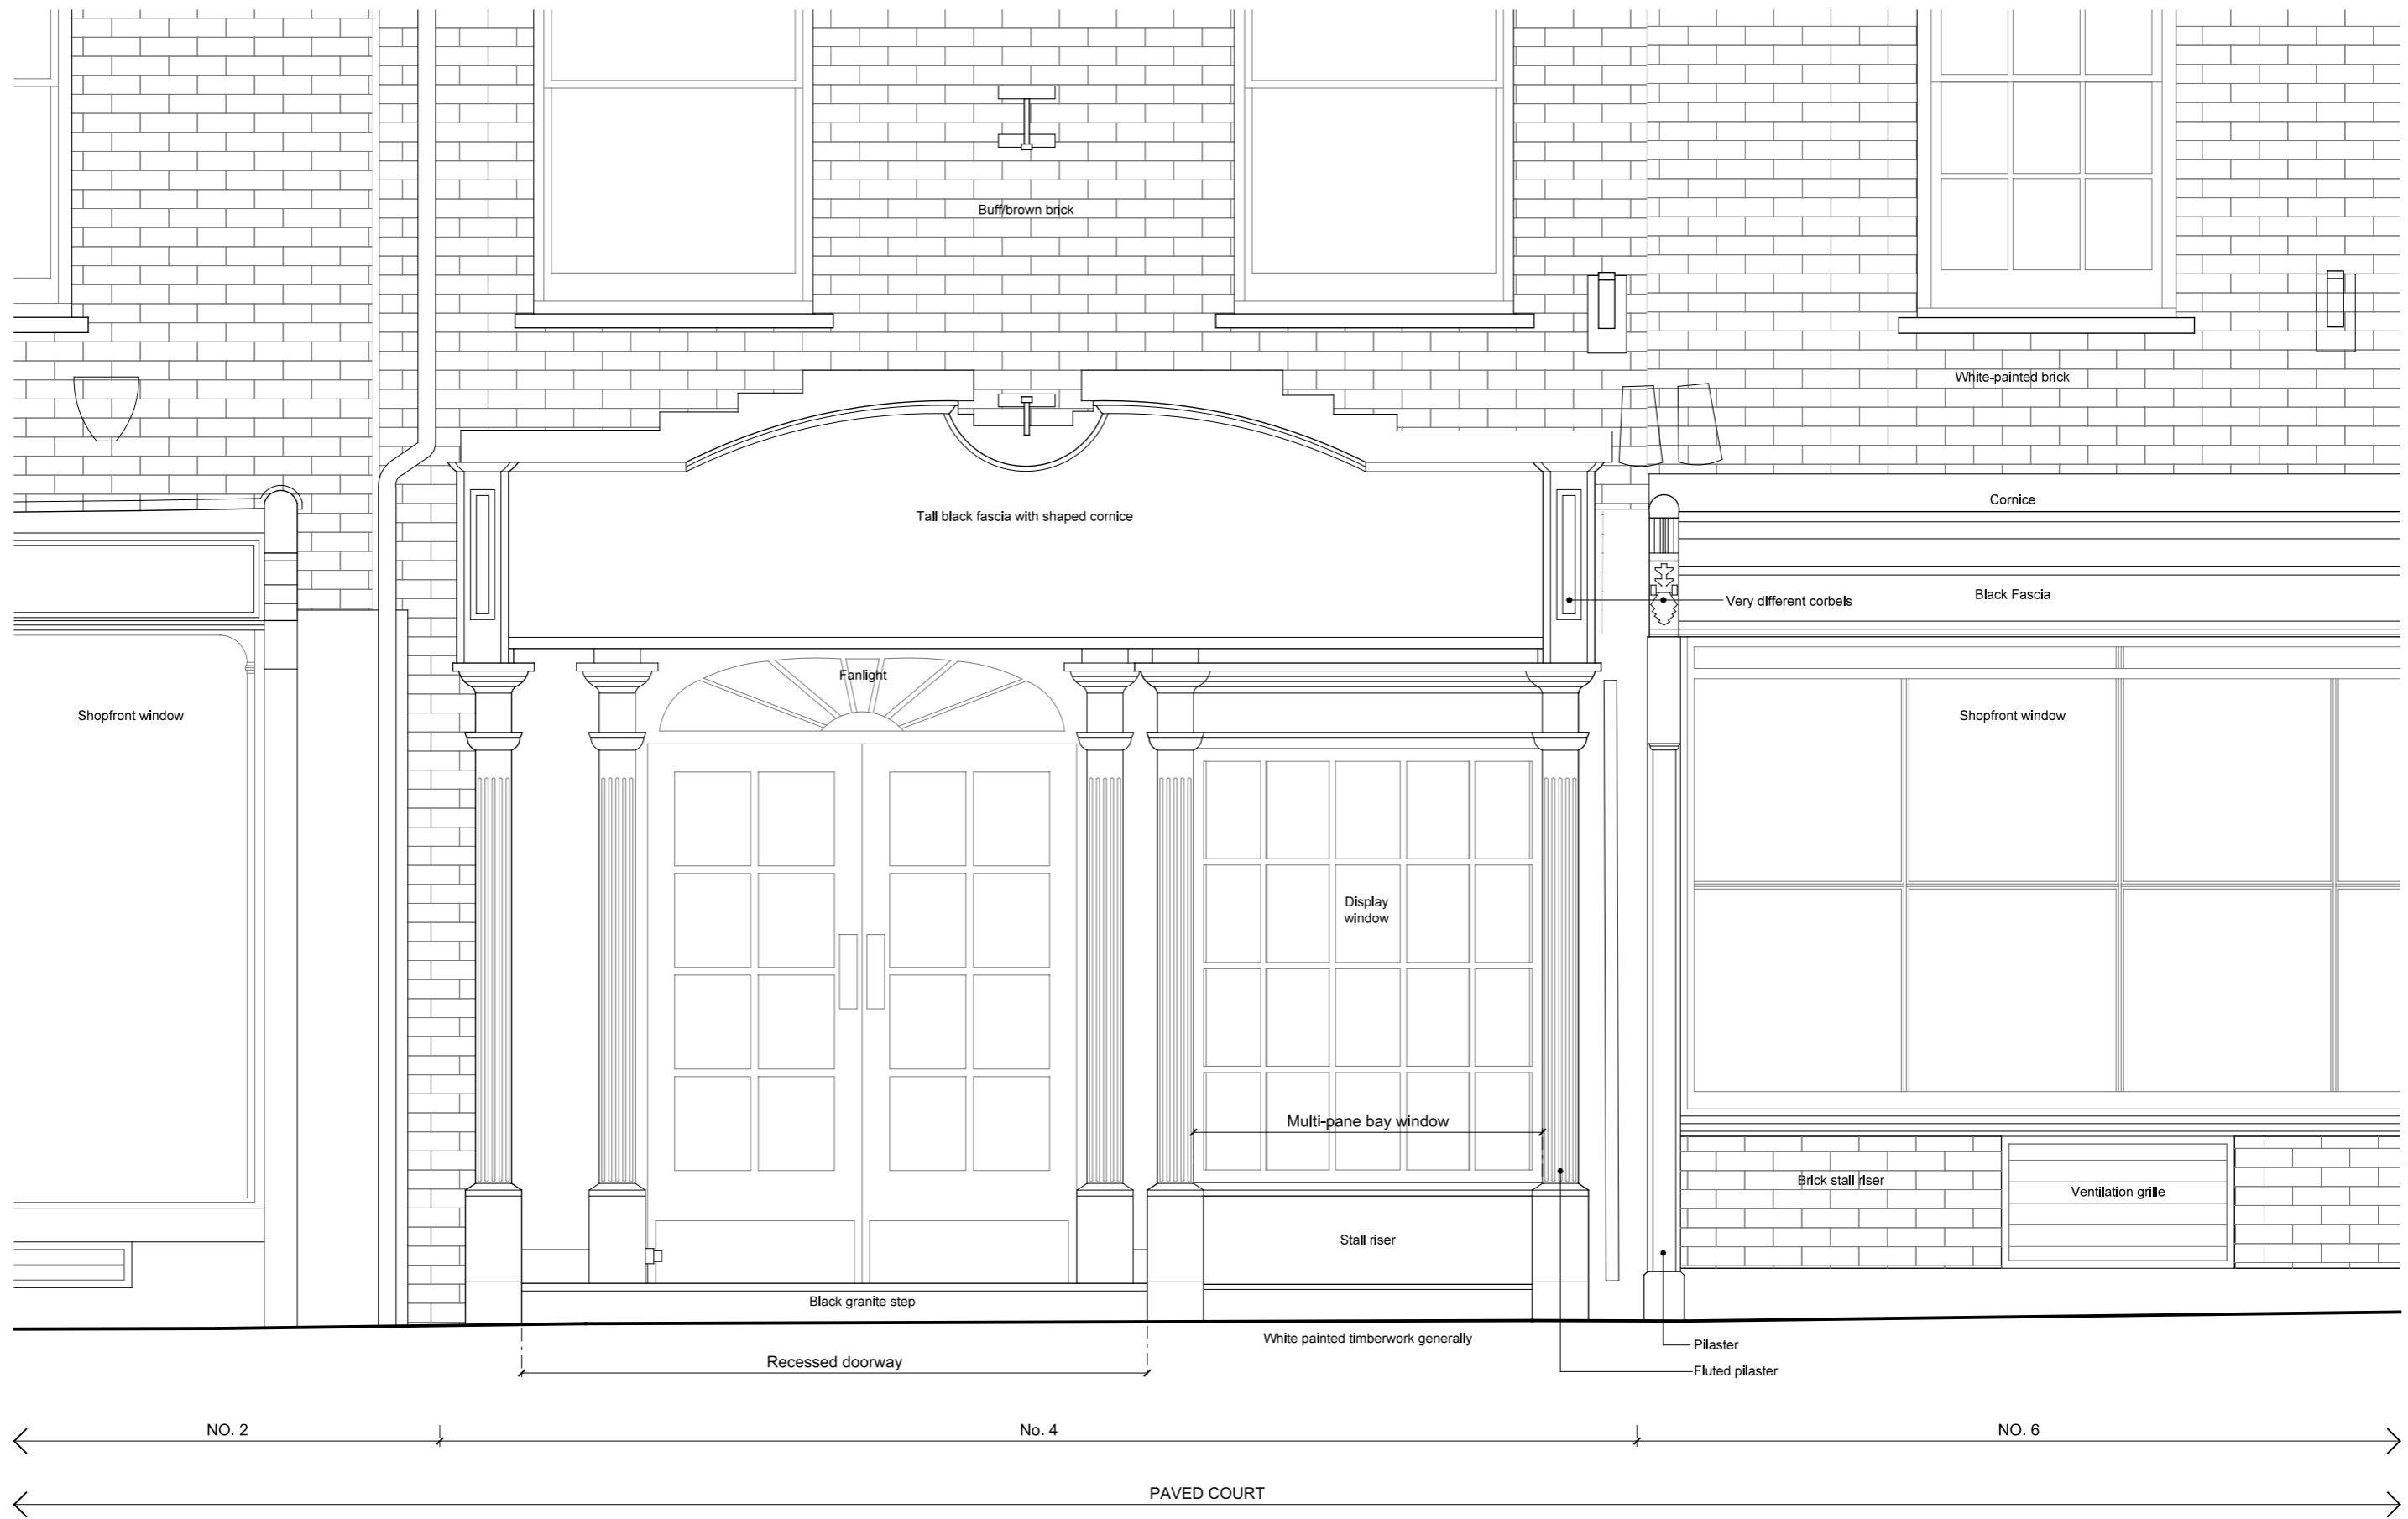 Buff/brown brick
White-painted brick
Cornice
Tall black fascia with shaped cornice
Black Fascia
Very different corbels
Fanlight
Shopfront window
Shopfront window
Display
window
Multi-pane bay window
Brick stall riser
Ventilation grille
Stall riser
Black granite step
White painted timberwork generally
Pilaster
Recessed doorway
Fluted pilaster
NO. 2
No. 4
NO. 6
PAVED COURT